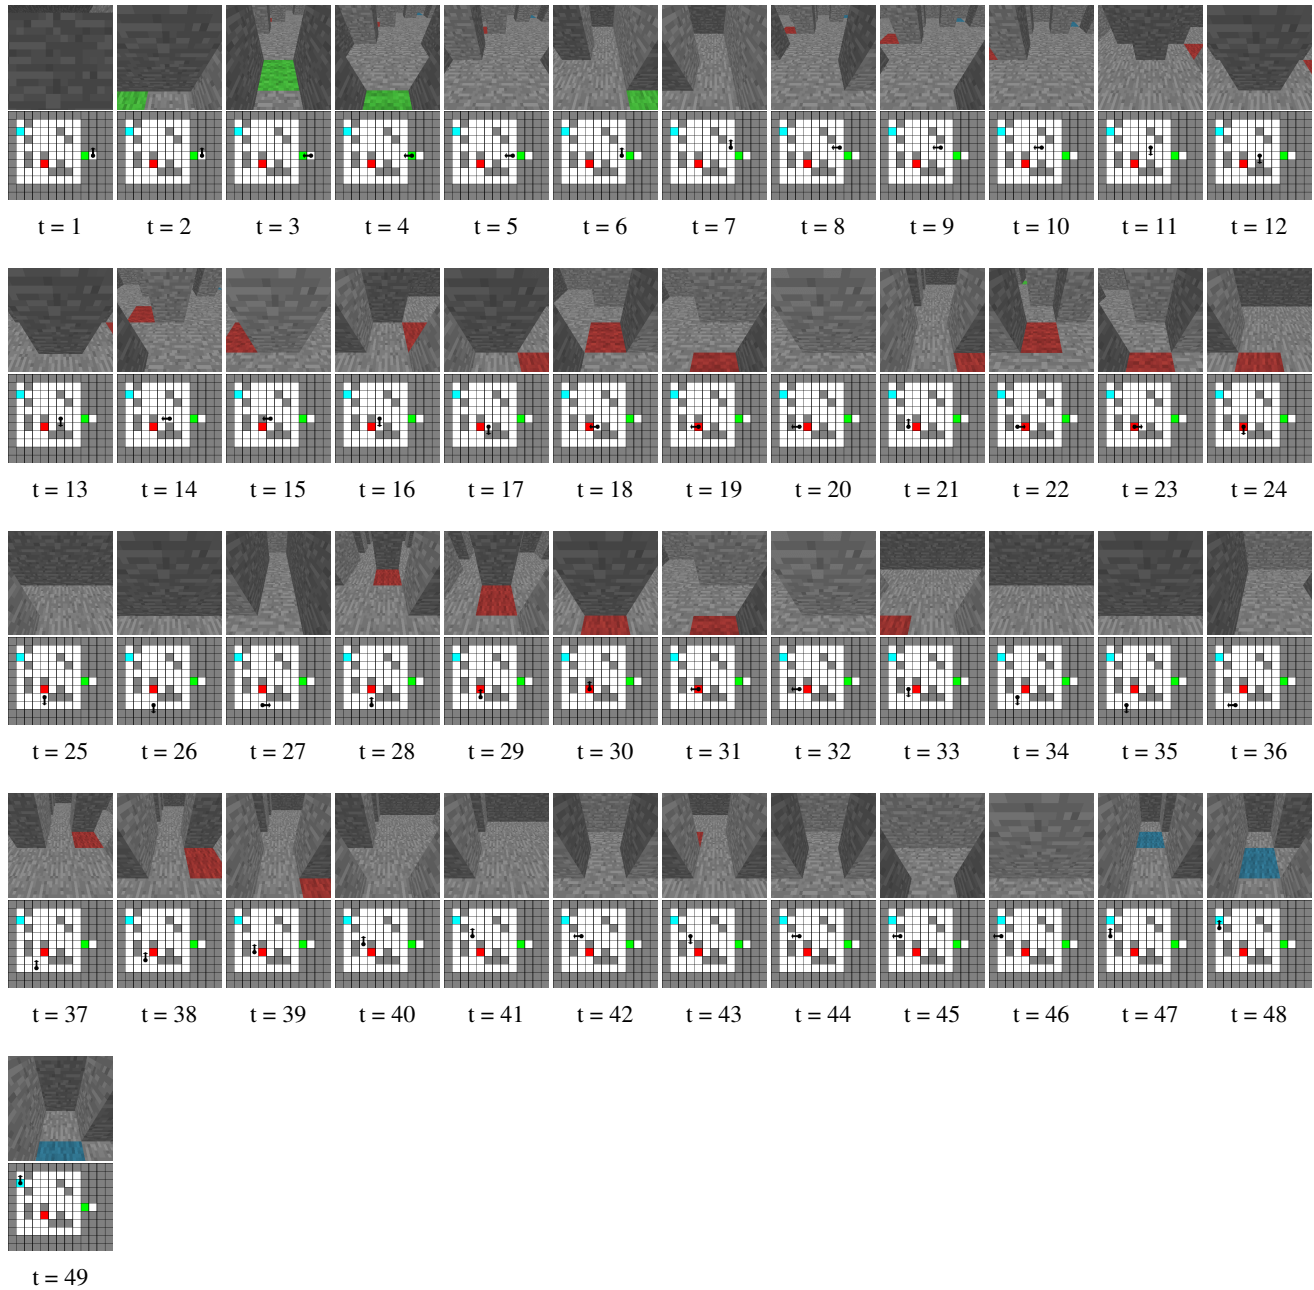 t = 1 t = 2 t = 3 t = 4 t = 5 t = 6 t = 7 t = 8 t = 9 t = 10 t = 11 t = 12
t = 13 t = 14 t = 15 t = 16 t = 17 t = 18 t = 19 t = 20 t = 21 t = 22 t = 23 t = 24
t = 25 t = 26 t = 27 t = 28 t = 29 t = 30 t = 31 t = 32 t = 33 t = 34 t = 35 t = 36
t = 37 t = 38 t = 39 t = 40 t = 41 t = 42 t = 43 t = 44 t = 45 t = 46 t = 47 t = 48
t = 49